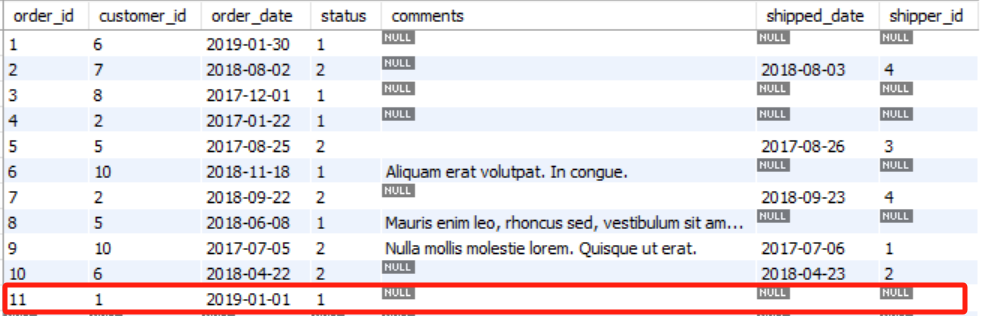 order_id customer_id order_date status comments shipped_date shipper_id
1 6 2019-01-30 1 NULL NULL NULL
2 7 2018-08-02 2 NULL 2018-08-03 4
3 8 2017-12-01 1 NULL NULL NULL
4 2 2017-01-22 1 NULL NULL NULL
5 5 2017-08-25 2 2017-08-26 3
6 10 2018-11-18 1 Aliquam erat volutpat. In congue. NULL NULL
7 2 2018-09-22 2 NULL 2018-09-23 4
8 5 2018-06-08 1 Mauris enim leo, rhoncus sed, vestibulum sit am... NULL NULL
9 10 2017-07-05 2 Nulla mollis molestie lorem. Quisque ut erat. 2017-07-06 1
10 6 2018-04-22 2 NULL 2018-04-23 2
11 1 2019-01-01 1 NULL NULL NULL